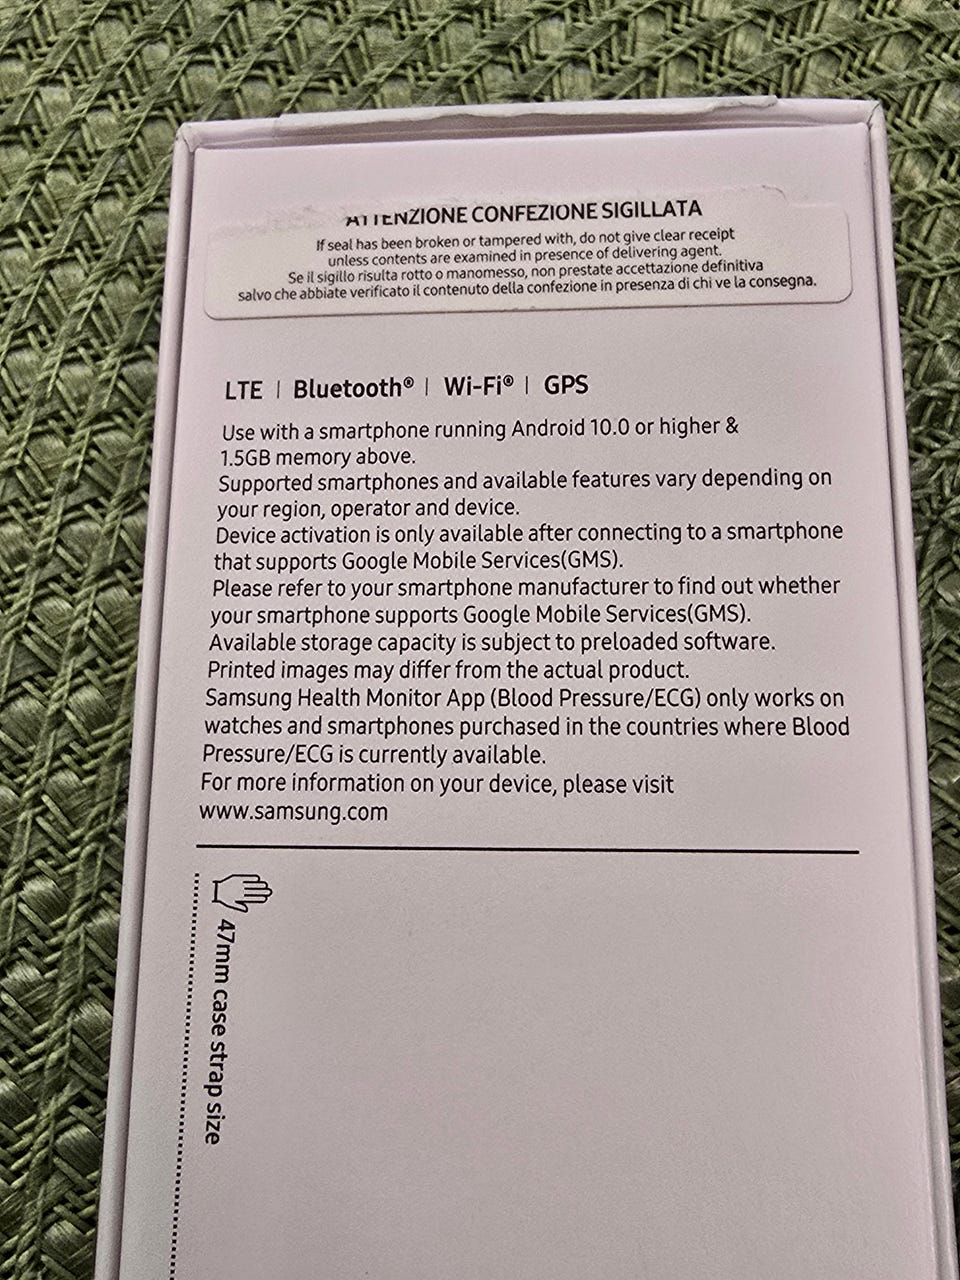 ATTENZIONE CONFEZIONE SIGILLATA
If seal has been broken or tampered with, do not give clear receipt
unless contents are examined in presence of delivering agent.
Se il sigillo risulta rotto o manomesso, non prestate accettazione definitiva
salvo che abbiate verificato il contenuto della confezione in presenza di chi ve la consegna.
LTE | Bluetooth® | Wi-Fi® | GPS
Use with a smartphone running Android 10.0 or higher &
1.5GB memory above.
Supported smartphones and available features vary depending on
your region, operator and device.
Device activation is only available after connecting to a smartphone
that supports Google Mobile Services(GMS).
Please refer to your smartphone manufacturer to find out whether
your smartphone supports Google Mobile Services(GMS).
Available storage capacity is subject to preloaded software.
Printed images may differ from the actual product.
Samsung Health Monitor App (Blood Pressure/ECG) only works on
watches and smartphones purchased in the countries where Blood
Pressure/ECG is currently available.
For more information on your device, please visit
www.samsung.com
47mm case strap size